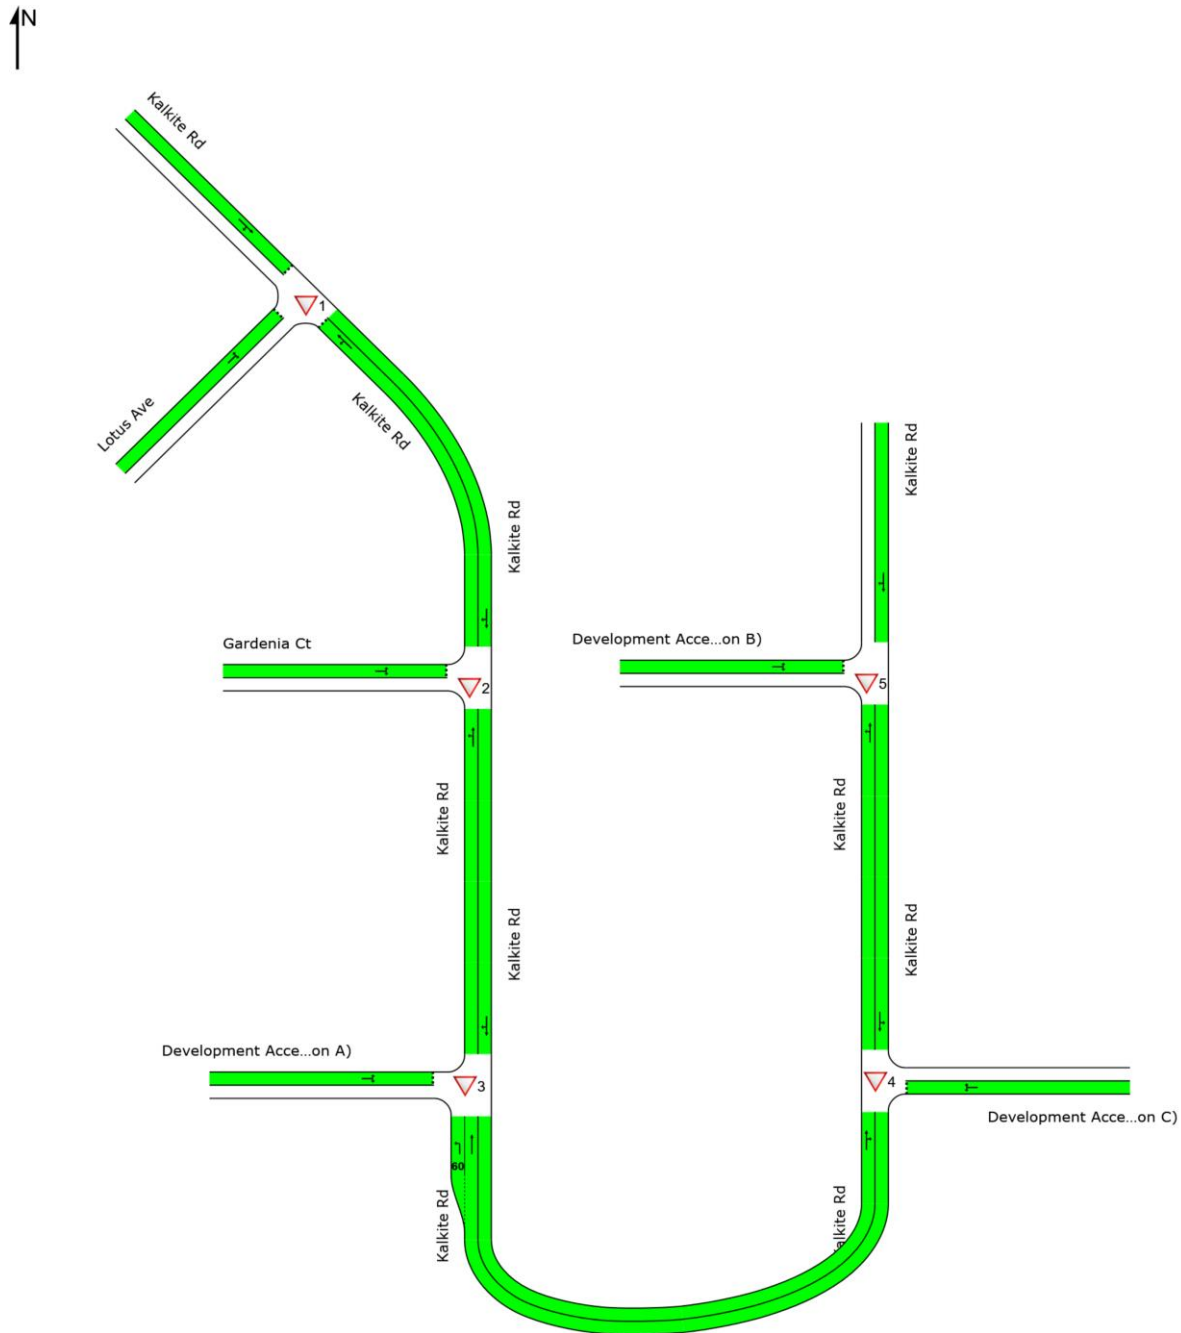 N
Kalkite Rd
1
Kalkite Rd
Lotus Ave
Kalkite Rd
Kalkite Rd
Gardenia Ct
Development Acce...on B)
2
5
Kalkite Rd
Kalkite Rd
Kalkite Rd
Kalkite Rd
Development Acce...on A)
3
4
Development Acce...on C)
60
Kalkite Rd
Kalkite Rd